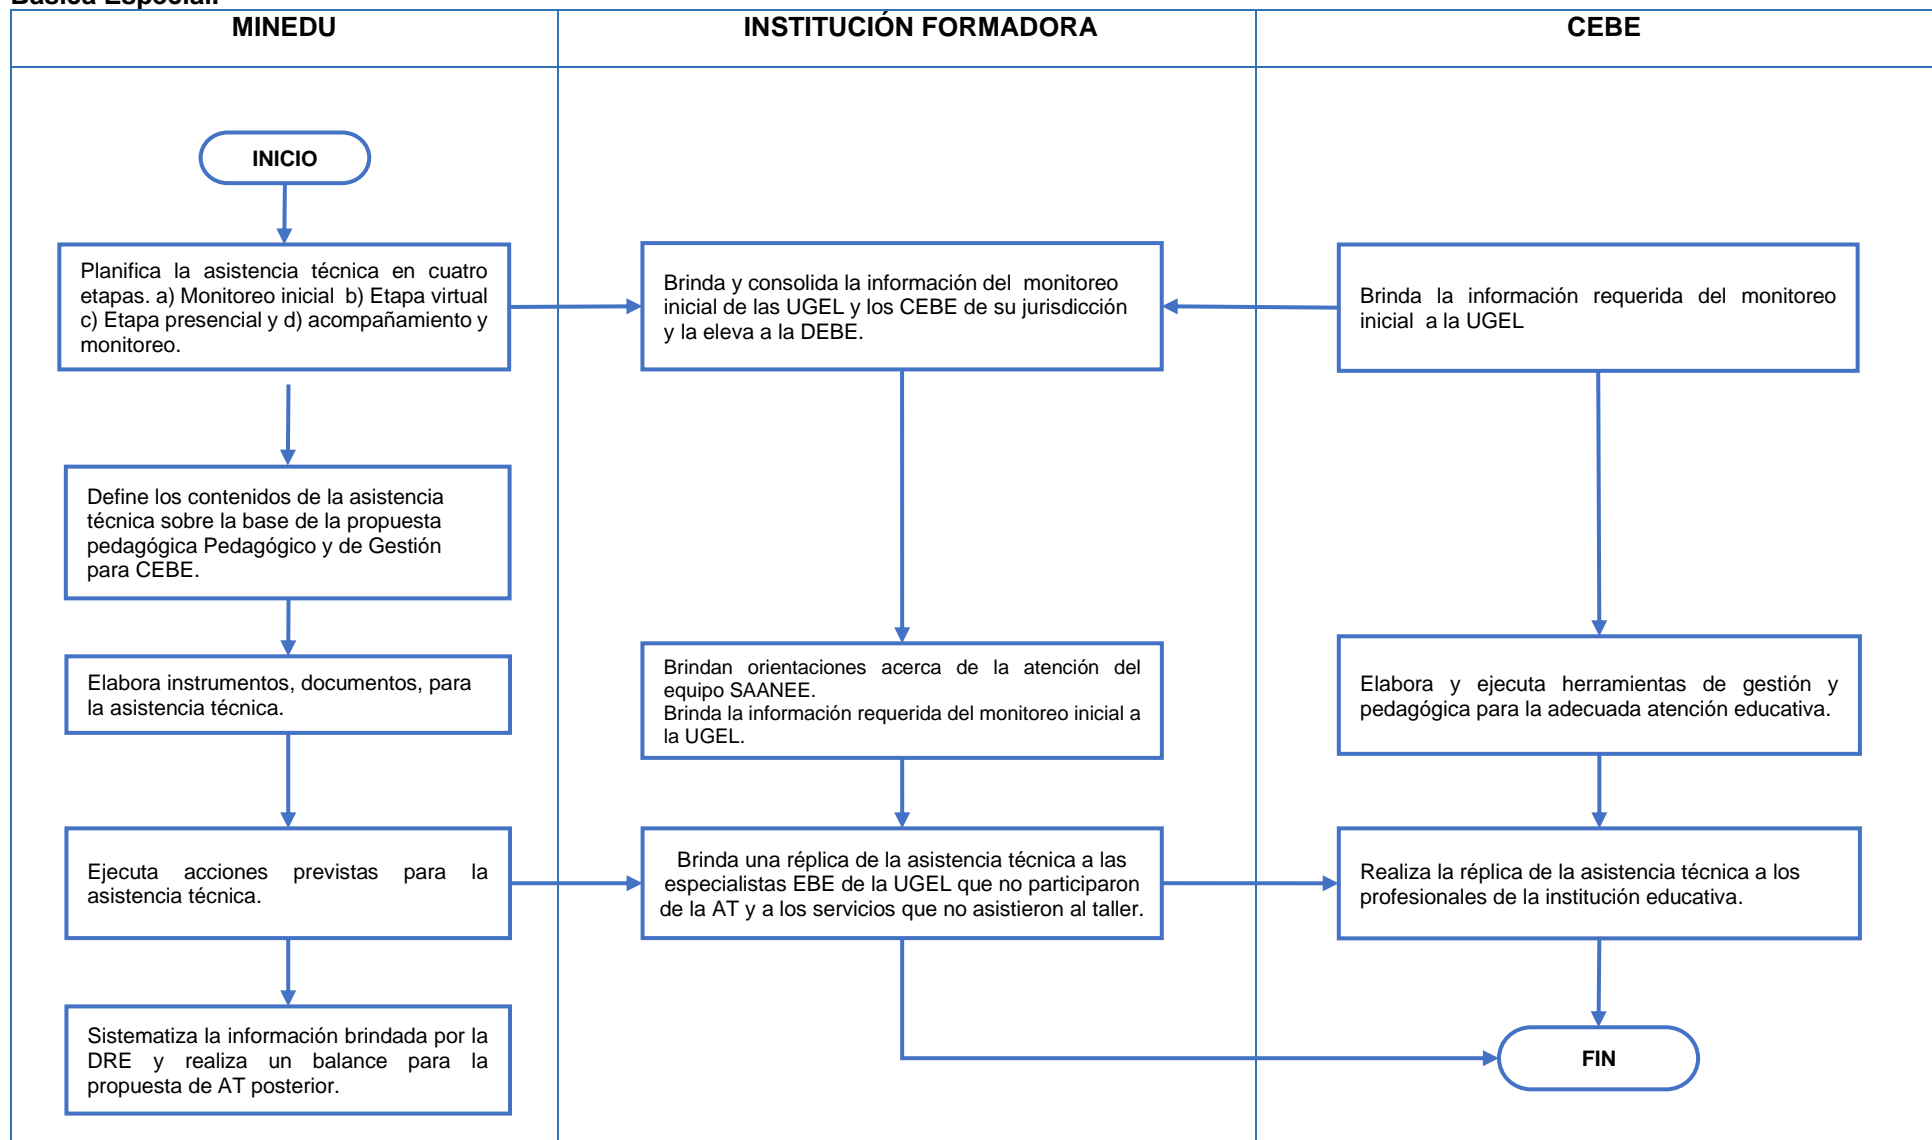 Básica Especial.
MINEDU
INSTITUCIÓN FORMADORA
CEBE
INICIO
Planifica la asistencia técnica en cuatro
etapas. a) Monitoreo inicial b) Etapa virtual
c) Etapa presencial y d) acompañamiento y
monitoreo.
Brinda y consolida la información del monitoreo
inicial de las UGEL y los CEBE de su jurisdicción
y la eleva a la DEBE.
Brinda la información requerida del monitoreo
inicial a la UGEL
Define los contenidos de la asistencia
técnica sobre la base de la propuesta
pedagógica Pedagógico y de Gestión
para CEBE.
Elabora instrumentos, documentos, para
la asistencia técnica.
Brindan orientaciones acerca de la atención del
equipo SAANEE.
Brinda la información requerida del monitoreo inicial a
la UGEL.
Elabora y ejecuta herramientas de gestión y
pedagógica para la adecuada atención educativa.
Ejecuta acciones previstas para la
asistencia técnica.
Brinda una réplica de la asistencia técnica a las
especialistas EBE de la UGEL que no participaron
de la AT y a los servicios que no asistieron al taller.
Realiza la réplica de la asistencia técnica a los
profesionales de la institución educativa.
Sistematiza la información brindada por la
DRE y realiza un balance para la
propuesta de AT posterior.
FIN